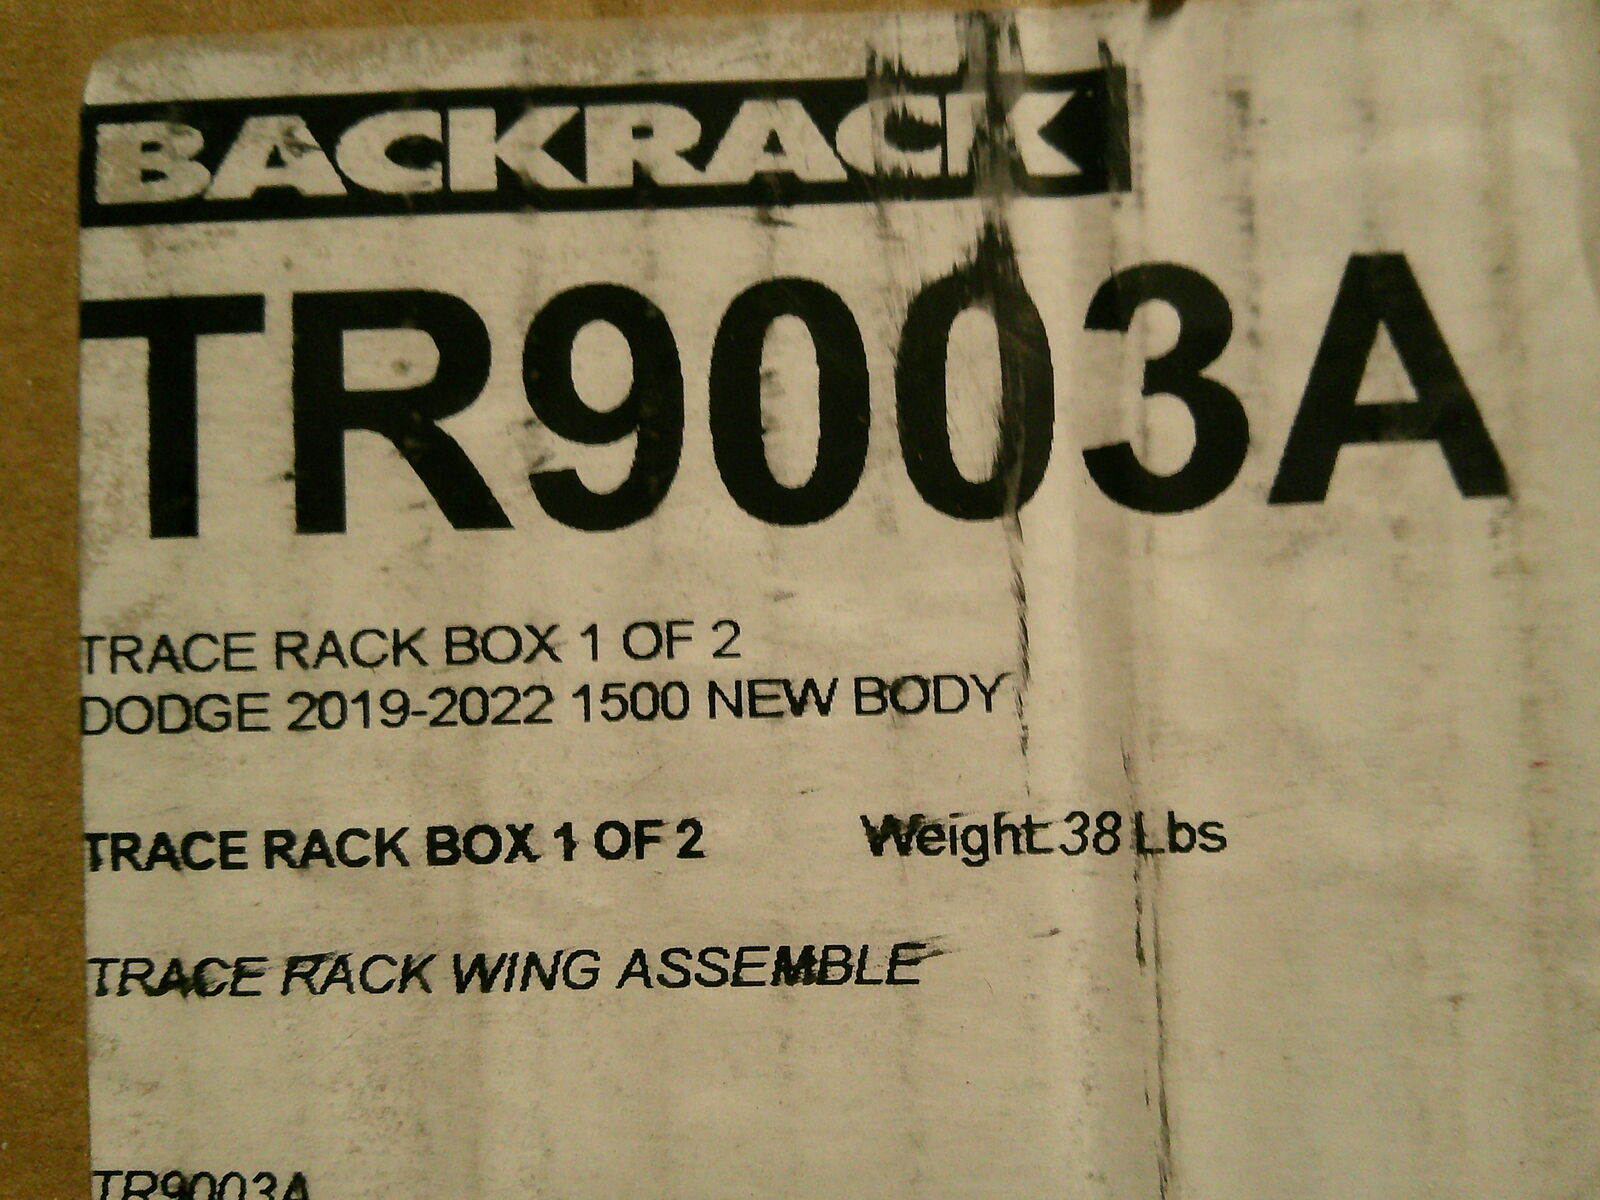 BACKRACK
TR9003A
TRACE RACK BOX 1 OF 2
DODGE 2019-2022 1500 NEW BODY
TRACE RACK BOX 1 OF 2 Weight: 38 Lbs
TRACE RACK WING ASSEMBLE
TR9003A